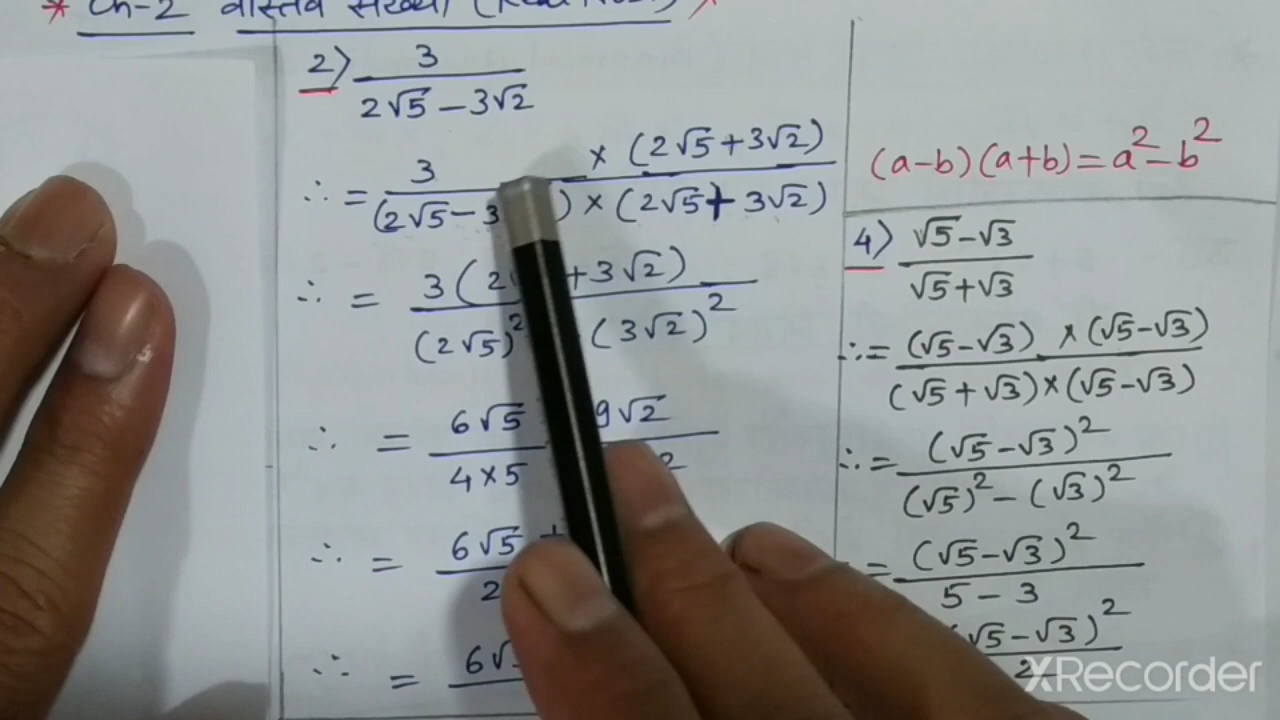 * Ch-2 वास्तव संख्या (Real No.) *
2) 3 / (2√5 − 3√2)
∴ = 3 × (2√5 + 3√2) / (2√5 − 3 ) × (2√5 + 3√2)
∴ = 3(2 + 3√2) / (2√5)² (3√2)²
∴ = 6√5 9√2 / 4×5 2
∴ = 6√5 + / 2
∴ = 6√
(a−b)(a+b) = a² − b²
4) √5−√3 / √5+√3
∴ = (√5−√3) × (√5−√3) / (√5+√3) × (√5−√3)
∴ = (√5−√3)² / (√5)² − (√3)²
= (√5−√3)² / 5 − 3
√5−√3)² / 2
XRecorder